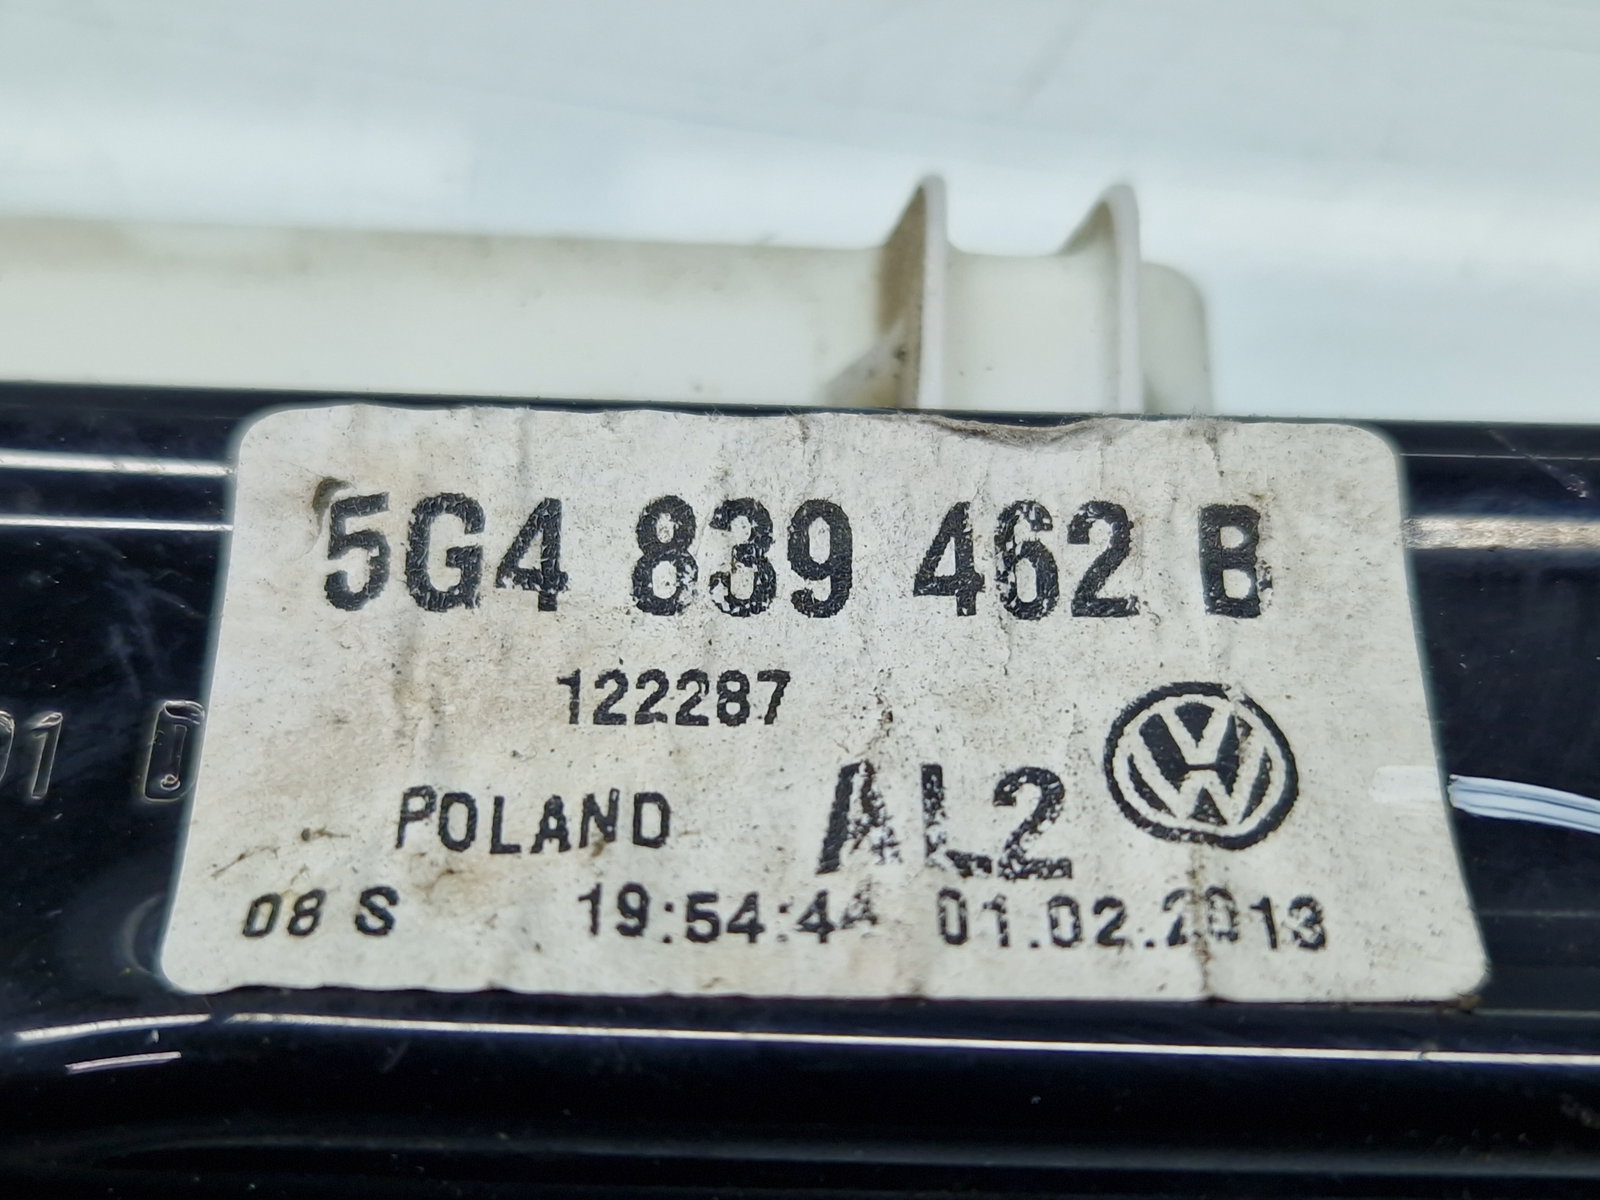 5G4 839 462 B
122287
POLAND AL2
08 S 19:54:44 01.02.2013